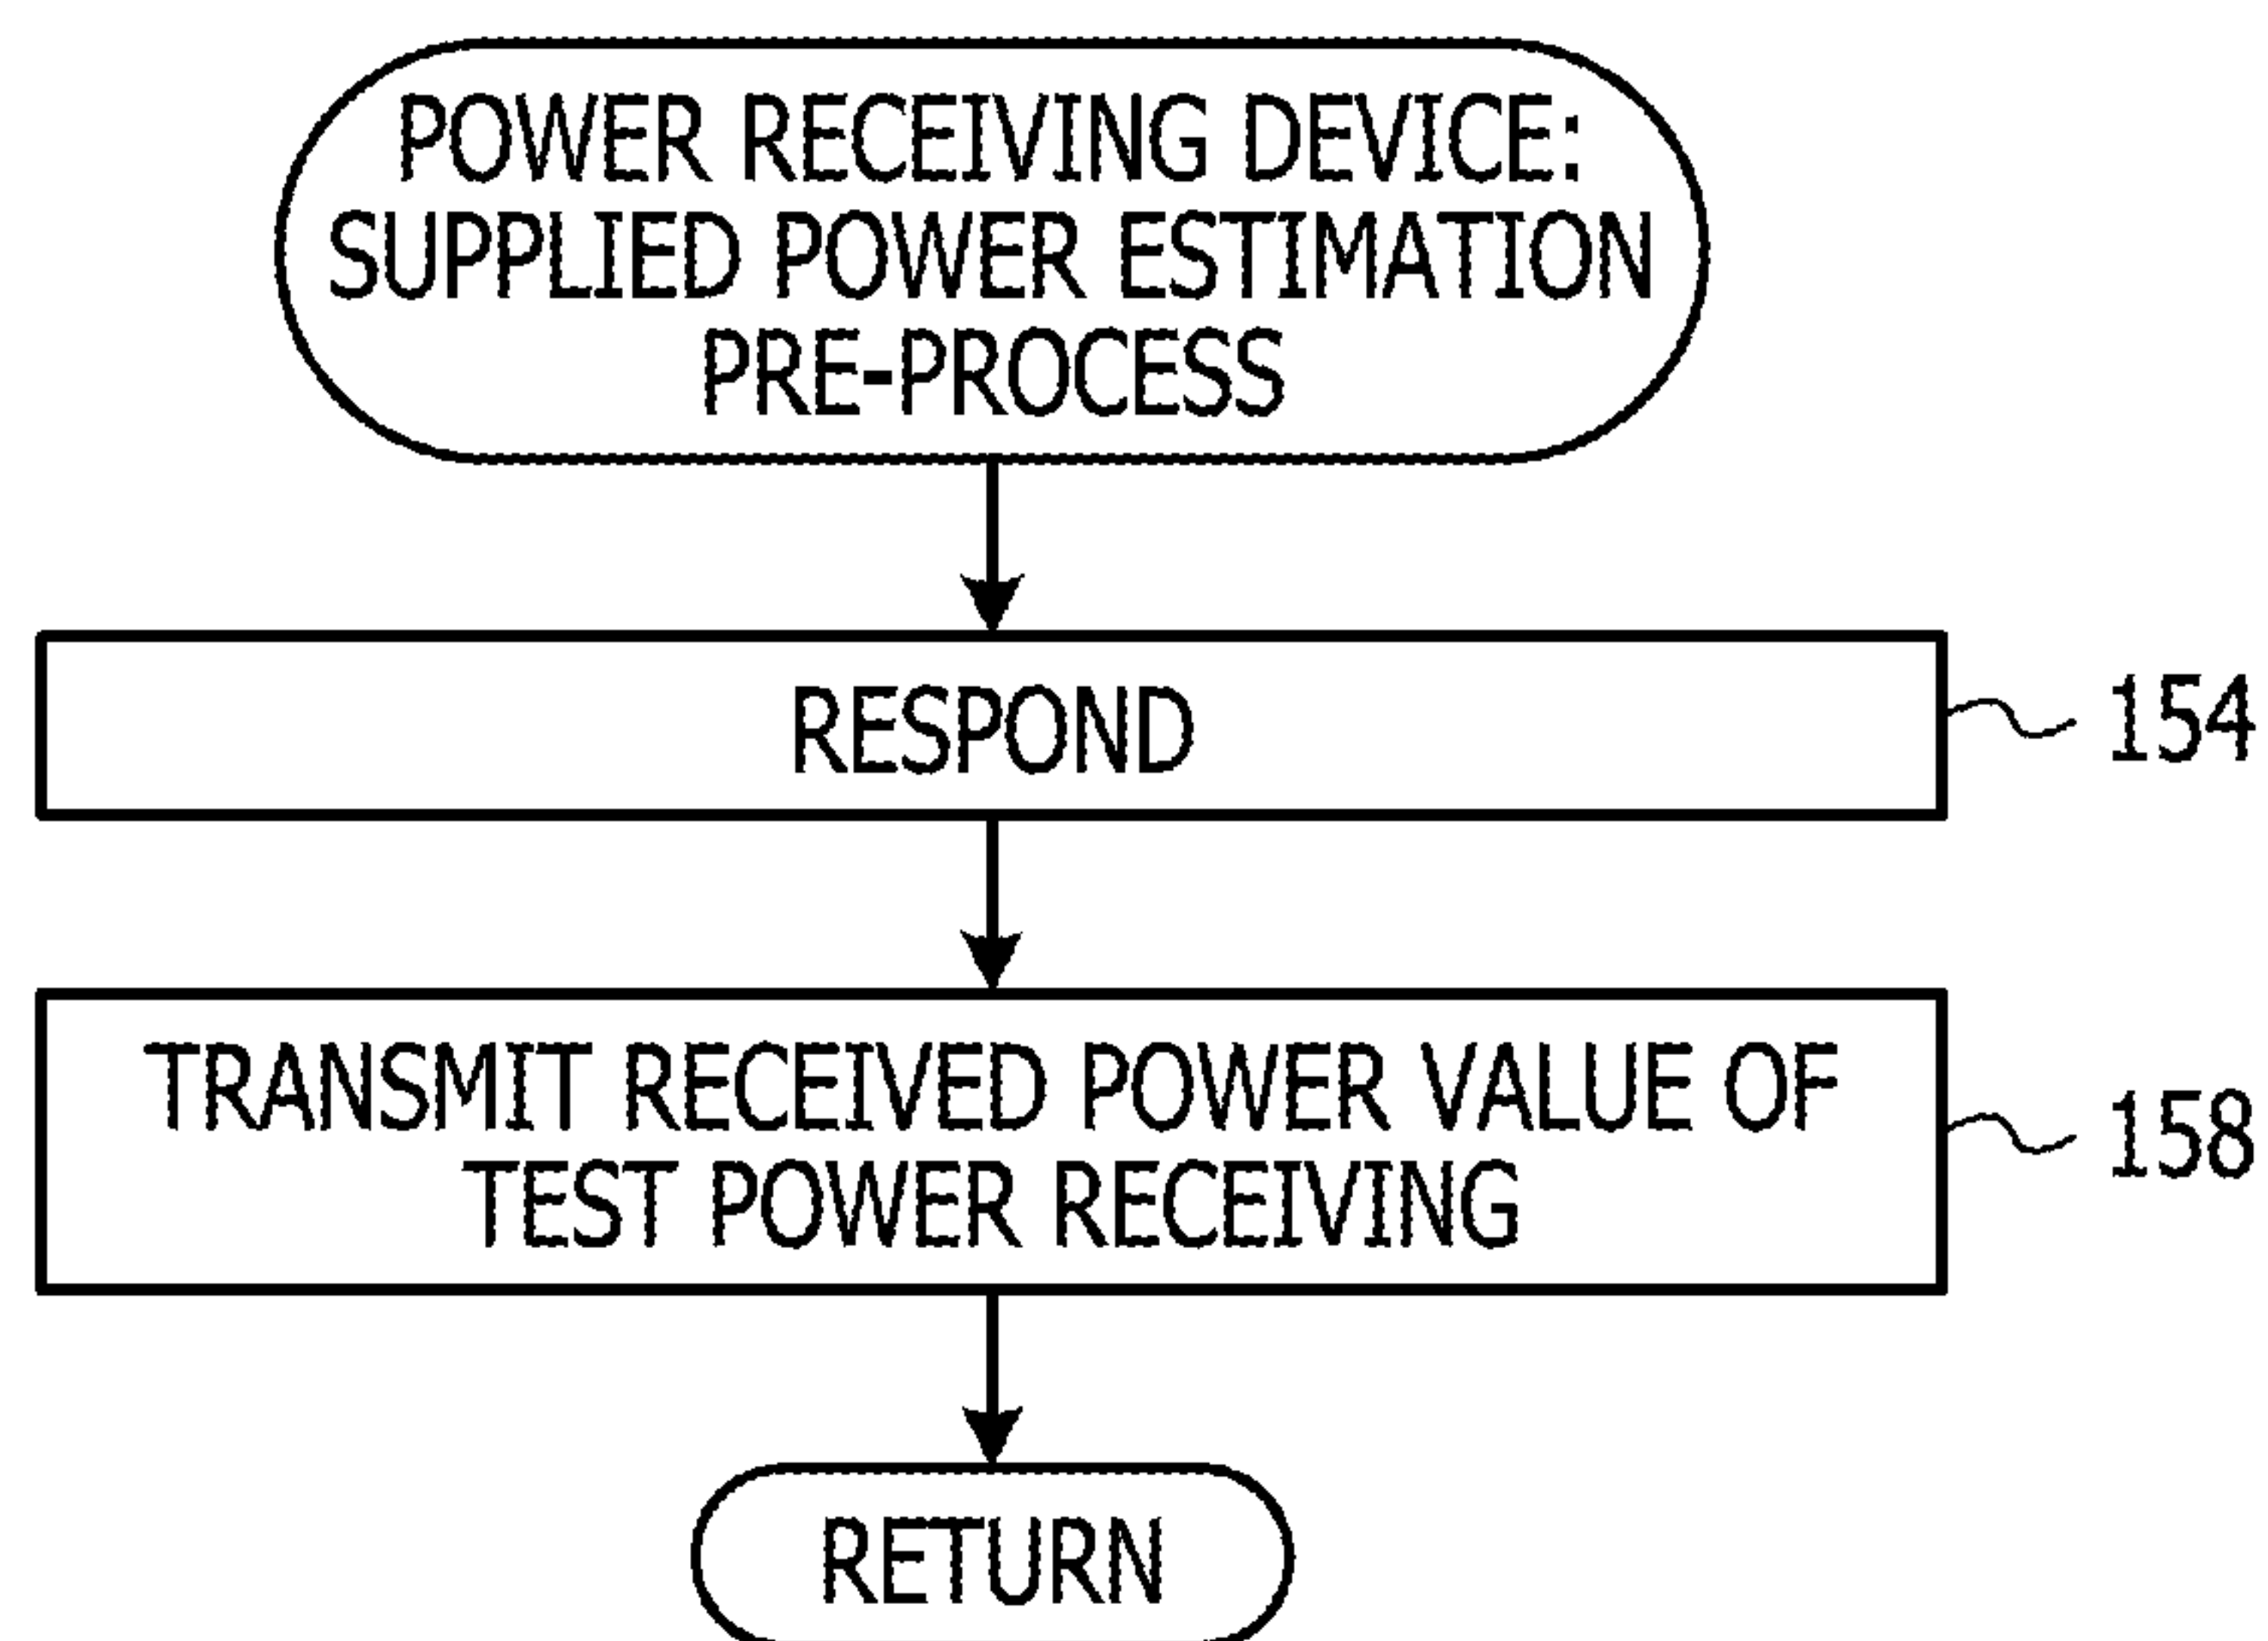 POWER RECEIVING DEVICE:
SUPPLIED POWER ESTIMATION
PRE-PROCESS
RESPOND
154
TRANSMIT RECEIVED POWER VALUE OF
TEST POWER RECEIVING
158
RETURN